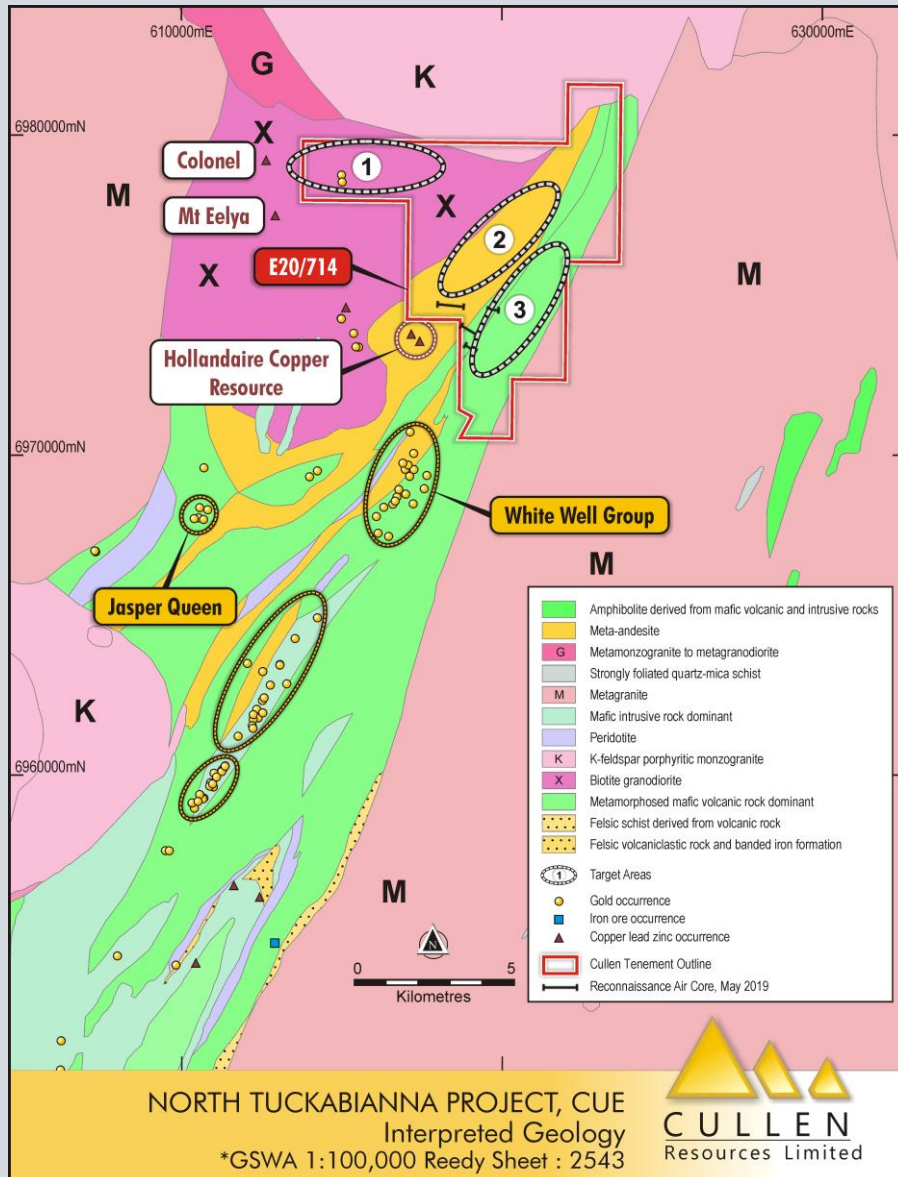 610000mE
630000mE
G
K
6980000mN
X
Colonel
1
M
Mt Eelya
X
2
E20/714
X
M
3
Hollandaire Copper
Resource
6970000mN
White Well Group
M
Jasper Queen
Amphibolite derived from mafic volcanic and intrusive rocks
Meta-andesite
G Metamonzogranite to metagranodiorite
Strongly foliated quartz-mica schist
M Metagranite
Mafic intrusive rock dominant
Peridotite
K K-feldspar porphyritic monzogranite
X Biotite granodiorite
Metamorphosed mafic volcanic rock dominant
Felsic schist derived from volcanic rock
Felsic volcaniclastic rock and banded iron formation
1 Target Areas
Gold occurrence
Iron ore occurrence
Copper lead zinc occurrence
Cullen Tenement Outline
Reconnaissance Air Core, May 2019
K
6960000mN
M
N
0 5
Kilometres
NORTH TUCKABIANNA PROJECT, CUE
Interpreted Geology
*GSWA 1:100,000 Reedy Sheet : 2543
CULLEN
Resources Limited